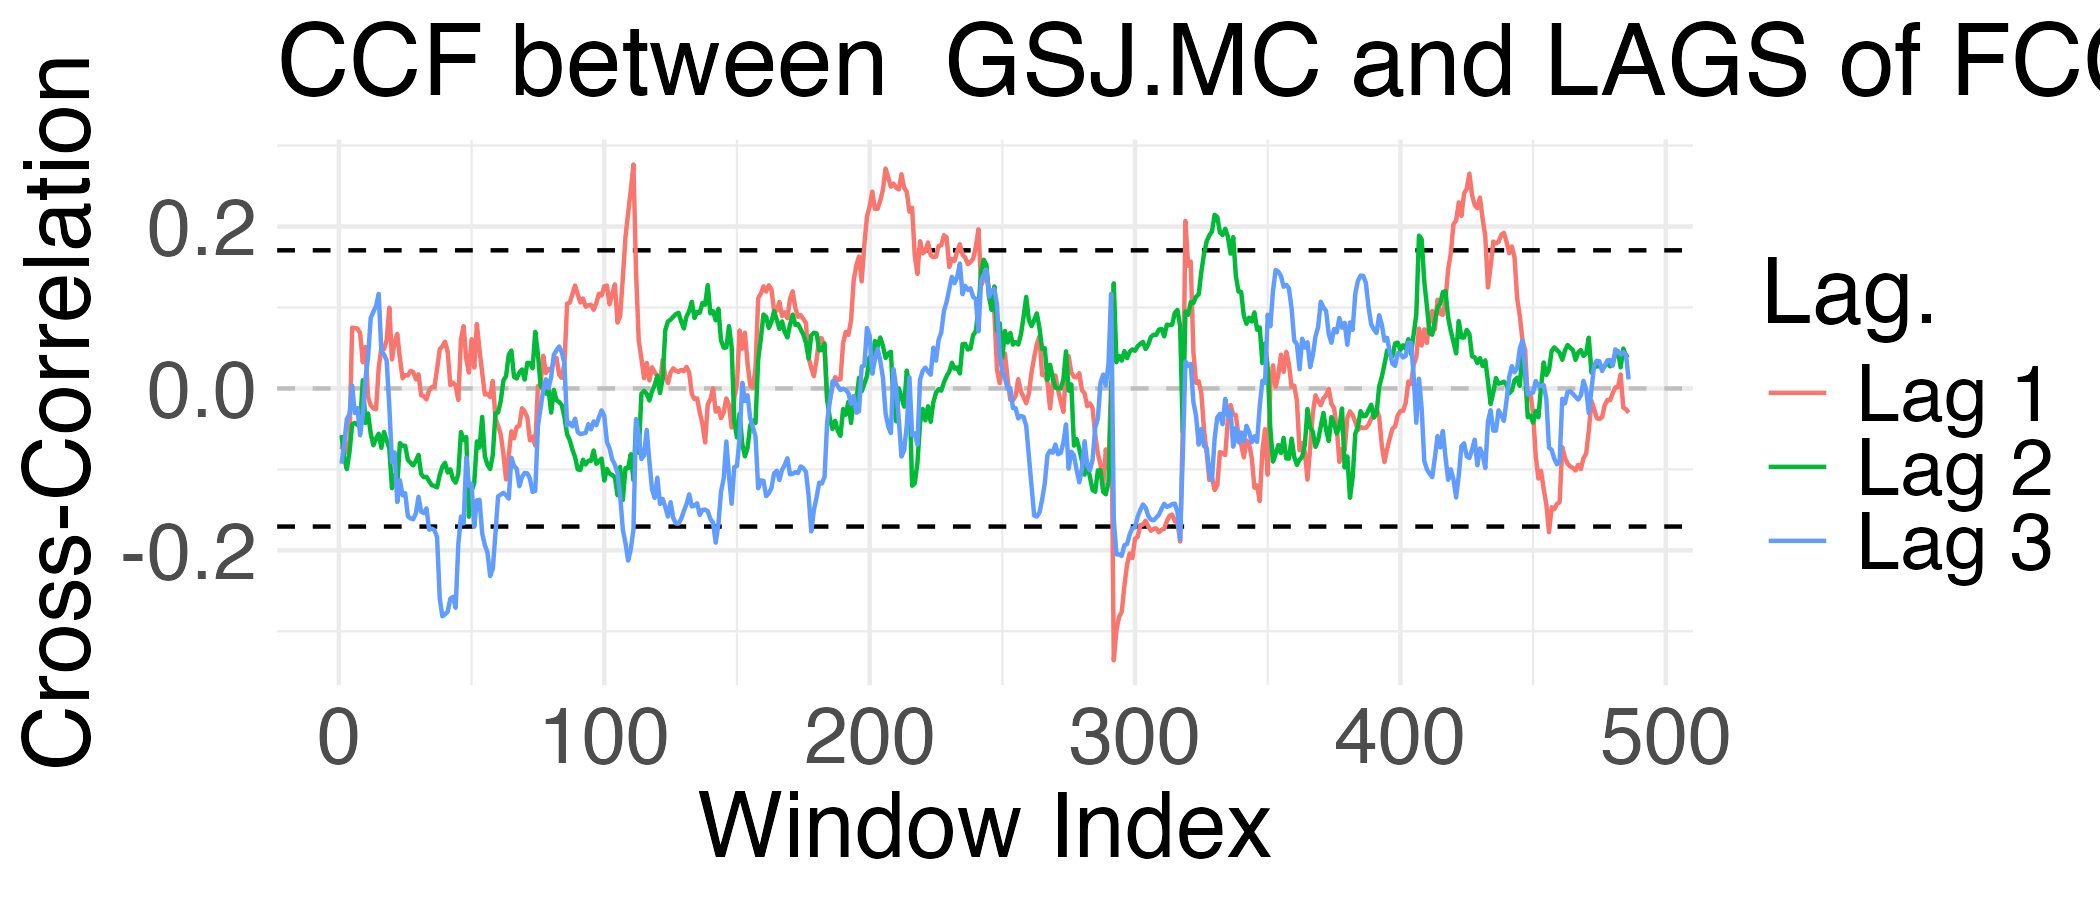 CCF between GSJ.MC and LAGS of FCC
Cross-Correlation
0.2
0.0
-0.2
0
100
200
300
400
500
Window Index
Lag.
Lag 1
Lag 2
Lag 3